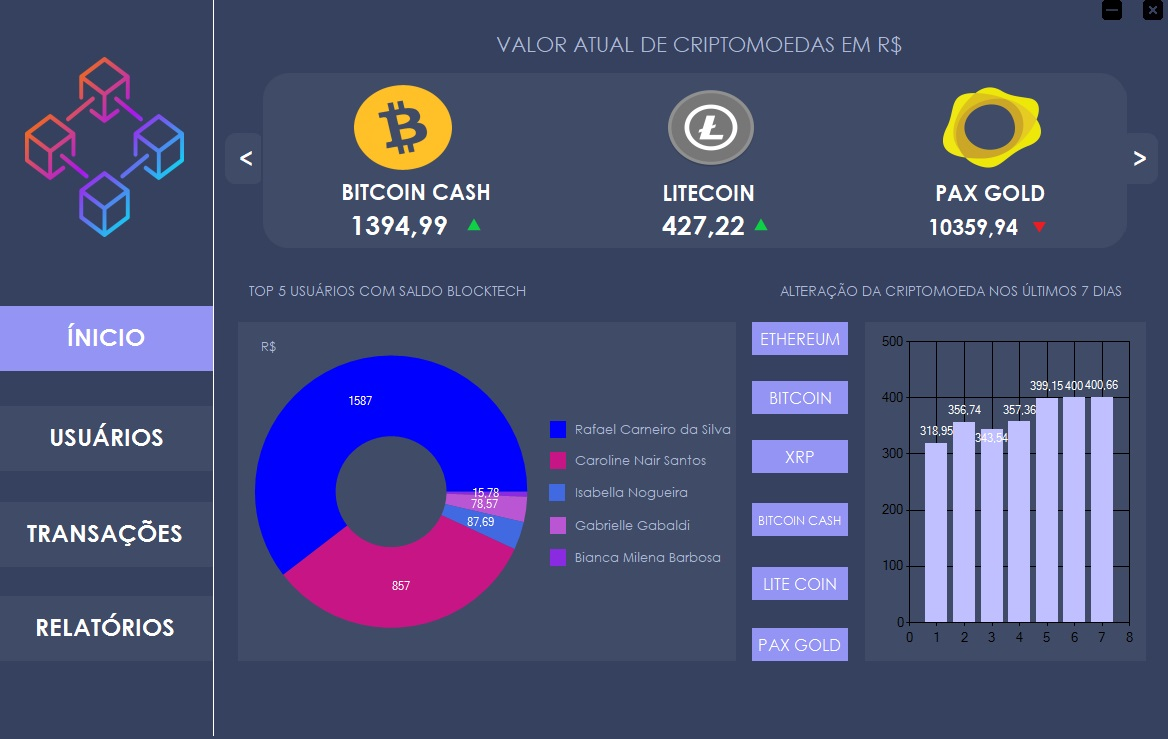 VALOR ATUAL DE CRIPTOMOEDAS EM R$
<
BITCOIN CASH
1394,99
LITECOIN
427,22
PAX GOLD
10359,94
>
ÍNICIO
USUÁRIOS
TRANSAÇÕES
RELATÓRIOS
TOP 5 USUÁRIOS COM SALDO BLOCKTECH
R$
1587
15,78
78,57
87,69
857
Rafael Carneiro da Silva
Caroline Nair Santos
Isabella Nogueira
Gabrielle Gabaldi
Bianca Milena Barbosa
ALTERAÇÃO DA CRIPTOMOEDA NOS ÚLTIMOS 7 DIAS
ETHEREUM
BITCOIN
XRP
BITCOIN CASH
LITE COIN
PAX GOLD
500
400
300
200
100
0
318,95 356,74 343,54 357,36 399,15 400 400,66
0 1 2 3 4 5 6 7 8